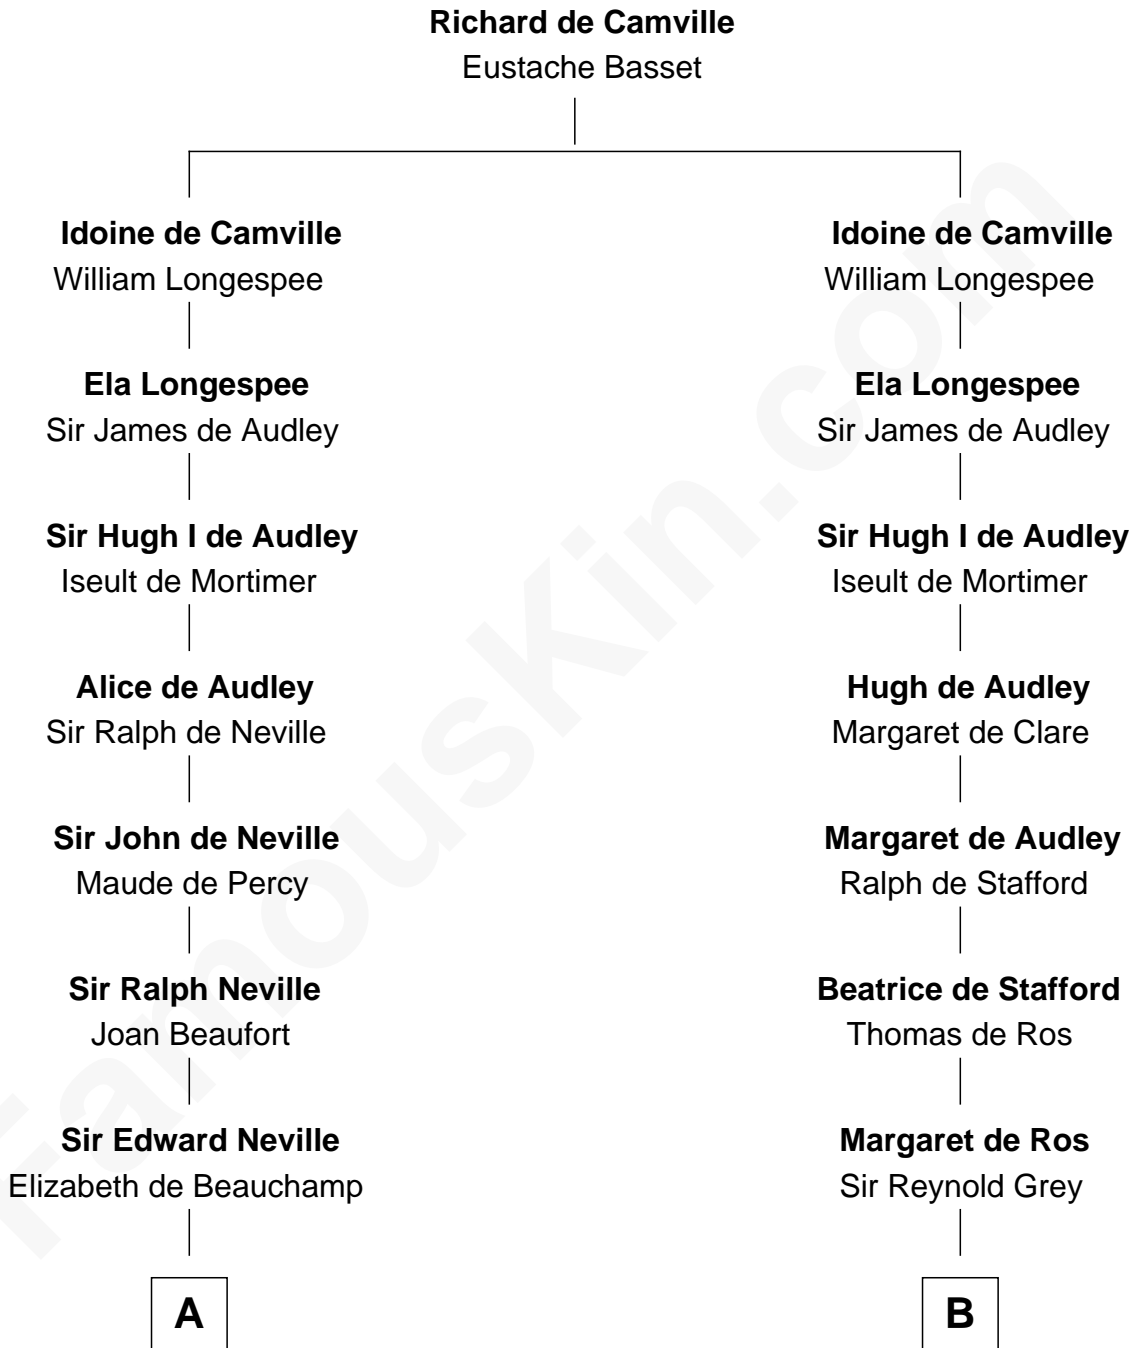 Richard de Camville
Eustache Basset
Idoine de Camville
William Longespee
Ela Longespee
Sir James de Audley
Sir Hugh I de Audley
Iseult de Mortimer
Alice de Audley
Sir Ralph de Neville
Sir John de Neville
Maude de Percy
Sir Ralph Neville
Joan Beaufort
Sir Edward Neville
Elizabeth de Beauchamp
A
Idoine de Camville
William Longespee
Ela Longespee
Sir James de Audley
Sir Hugh I de Audley
Iseult de Mortimer
Hugh de Audley
Margaret de Clare
Margaret de Audley
Ralph de Stafford
Beatrice de Stafford
Thomas de Ros
Margaret de Ros
Sir Reynold Grey
B
FamousKin.com